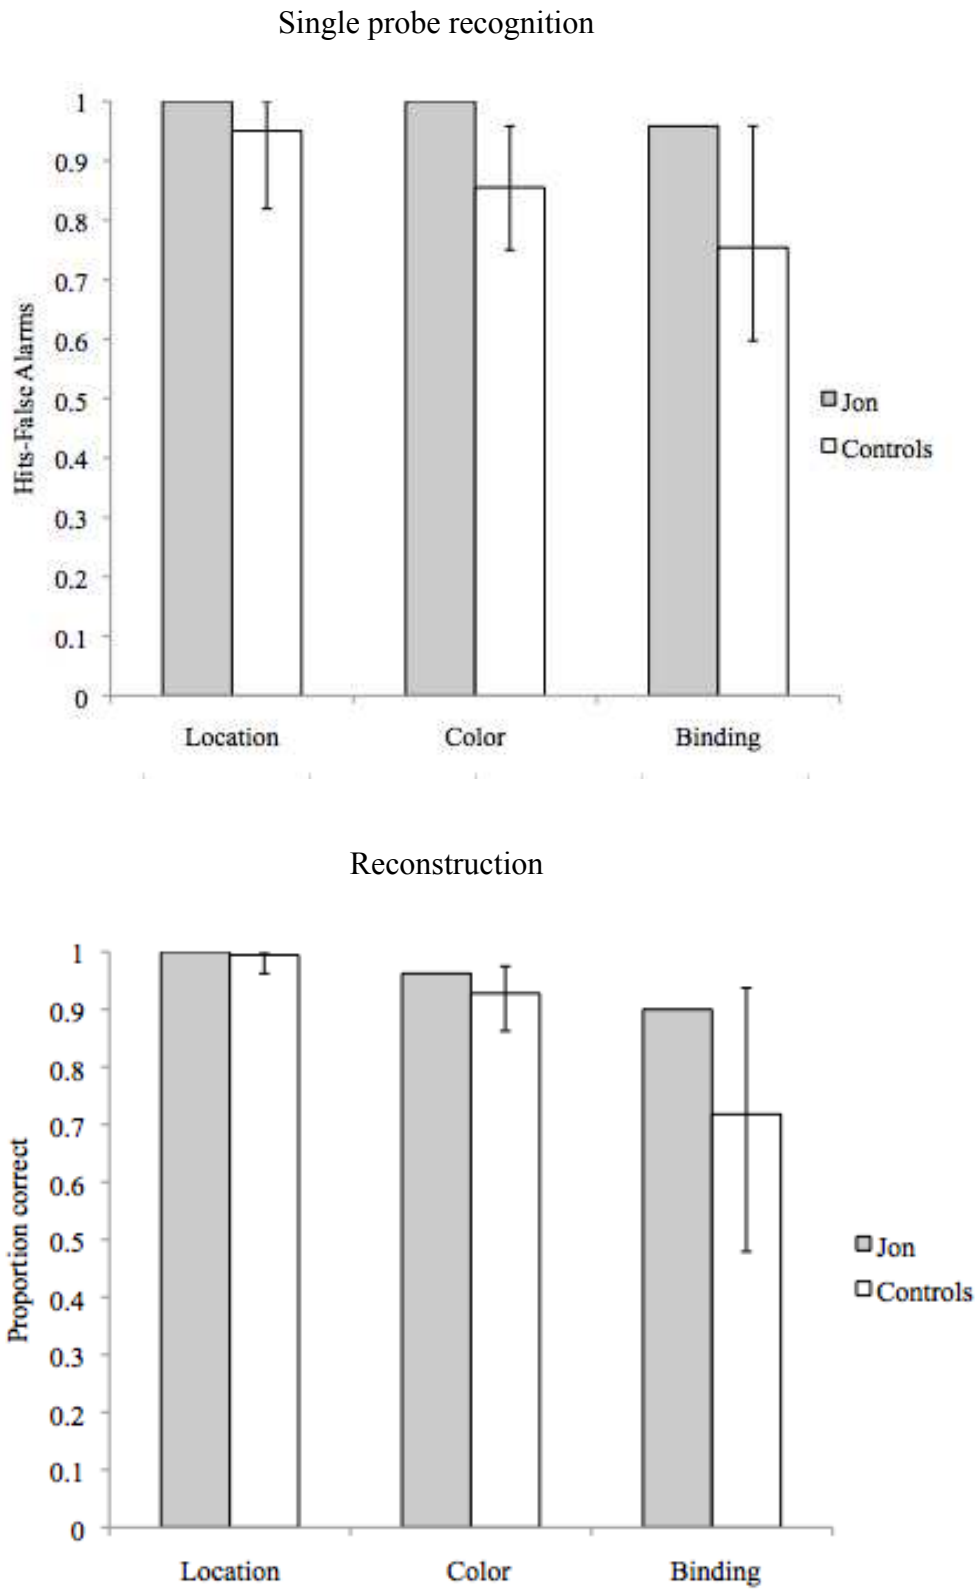 Single probe recognition
1
0.9
0.8
0.7
0.6
0.5
0.4
0.3
0.2
0.1
0
Hits-False Alarms
Location
Color
Binding
Jon
Controls
Reconstruction
1
0.9
0.8
0.7
0.6
0.5
0.4
0.3
0.2
0.1
0
Proportion correct
Location
Color
Binding
Jon
Controls